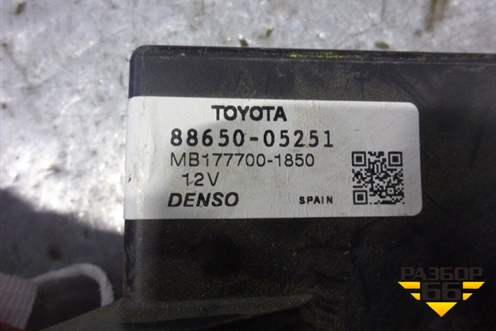 TOYOTA
88650-05251
MB177700-1850
12V
DENSO SPAIN
РАЗБОР
66